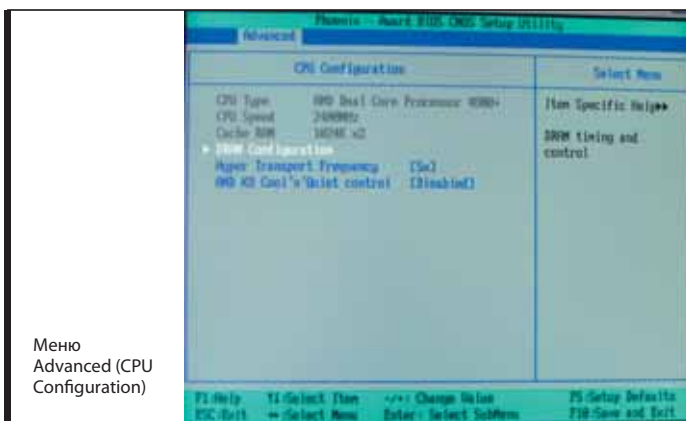 Phoenix - Award BIOS CMOS Setup Utility
Advanced
CPU Configuration
Select Menu
CPU Type AMD Dual Core Processor
CPU Speed
Cache RAM 1024K x2
DRAM Configuration
Hyper Transport Frequency [5x]
AMD K8 Cool'n'Quiet control [Disabled]
Item Specific Help
DRAM timing and
control
Меню
Advanced (CPU
Configuration)
F1:Help ↑↓:Select Item -/+: Change Value F5:Setup Defaults
ESC:Exit ↔:Select Menu Enter: Select SubMenu F10:Save and Exit